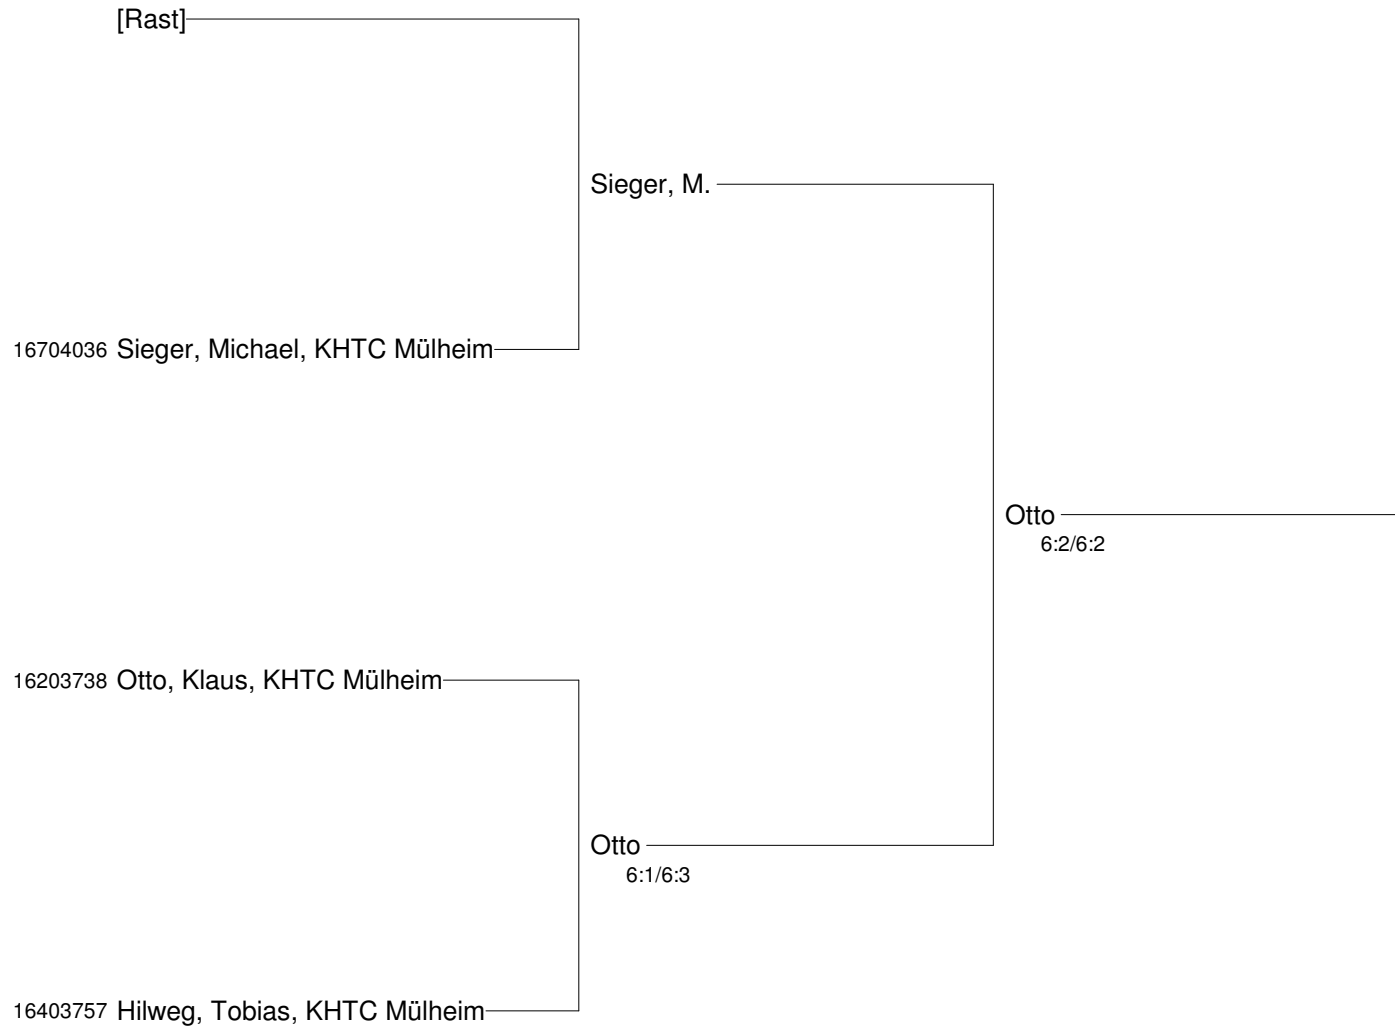 [Rast]
Sieger, M.
16704036 Sieger, Michael, KHTC Mülheim
Otto
6:2/6:2
16203738 Otto, Klaus, KHTC Mülheim
Otto
6:1/6:3
16403757 Hilweg, Tobias, KHTC Mülheim